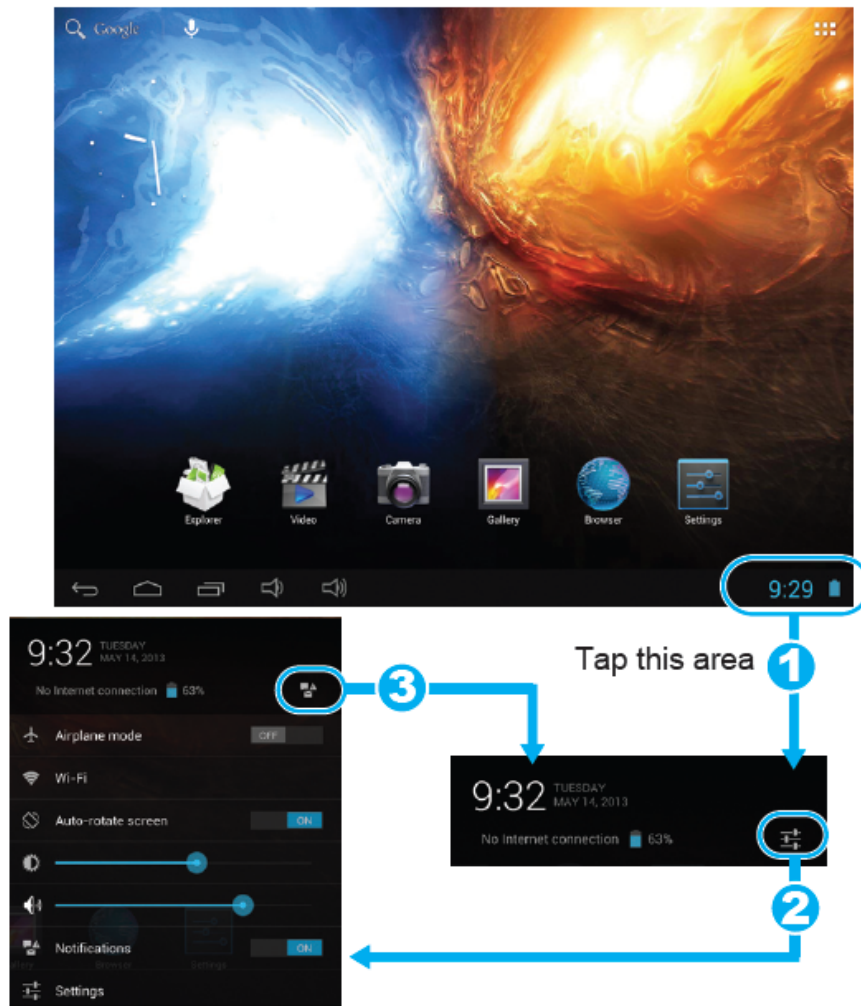 Google
Explorer
Video
Camera
Gallery
Browser
Settings
9:29
Tap this area
1
9:32
TUESDAY
MAY 14, 2013
No Internet connection 63%
3
Airplane mode OFF
Wi-Fi
Auto-rotate screen ON
Notifications ON
Settings
9:32
TUESDAY
MAY 14, 2013
No Internet connection 63%
2